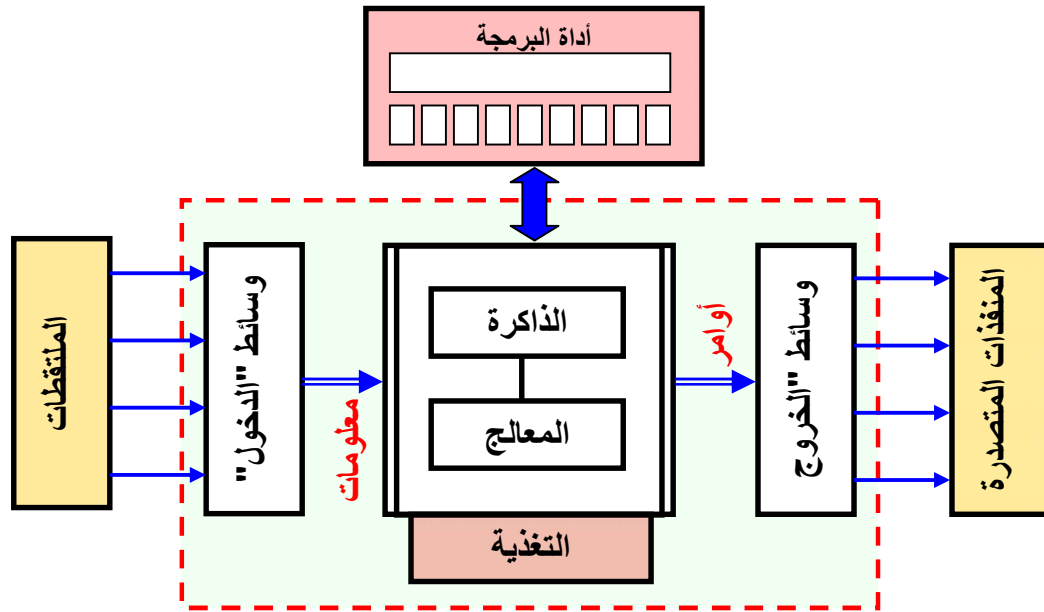 أداة البرمجة
الملتقطات
وسائط "الدخول"
معلومات
الذاكرة
المعالج
التغذية
أوامر
وسائط "الخروج"
المنفذات المتصدرة